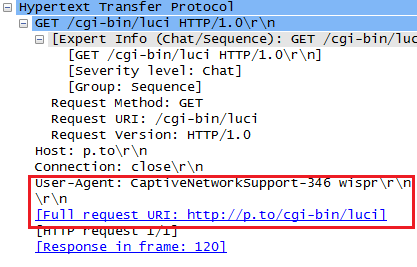 Hypertext Transfer Protocol
GET /cgi-bin/luci HTTP/1.0\r\n
[Expert Info (Chat/Sequence): GET /cgi-bin/luc
[GET /cgi-bin/luci HTTP/1.0\r\n]
[Severity level: Chat]
[Group: Sequence]
Request Method: GET
Request URI: /cgi-bin/luci
Request Version: HTTP/1.0
Host: p.to\r\n
Connection: close\r\n
User-Agent: CaptiveNetworkSupport-346 wispr\r\n
\r\n
[Full request URI: http://p.to/cgi-bin/luci]
[HTTP request 1/1]
[Response in frame: 120]